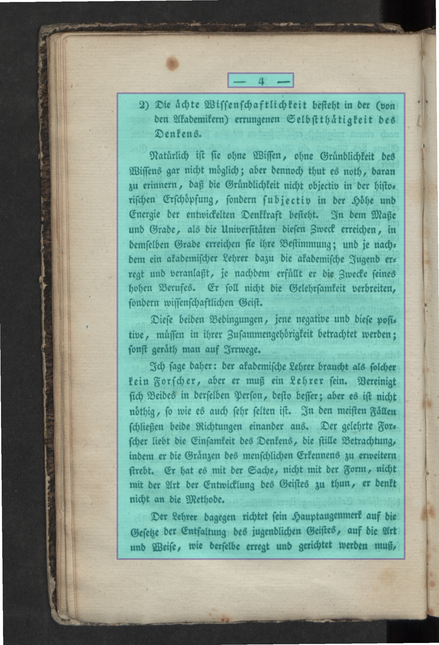 — 4 —
2) Die ächte Wissenschaftlichkeit besteht in der (von
den Akademikern) errungenen Selbstthätigkeit des
Denkens.
Natürlich ist sie ohne Wissen, ohne Gründlichkeit des
Wissens gar nicht möglich; aber dennoch thut es noth, daran
zu erinnern, daß die Gründlichkeit nicht objectiv in der histo-
rischen Erschöpfung, sondern subjectiv in der Höhe und
Energie der entwickelten Denkkraft besteht. In dem Maße
und Grade, als die Universitäten diesen Zweck erreichen, in
demselben Grade erreichen sie ihre Bestimmung; und je nach-
dem ein akademischer Lehrer dazu die akademische Jugend er-
regt und veranlaßt, je nachdem erfüllt er die Zwecke seines
hohen Berufes. Er soll nicht die Gelehrsamkeit verbreiten,
sondern wissenschaftlichen Geist.
Diese beiden Bedingungen, jene negative und diese posi-
tive, müssen in ihrer Zusammengehörigkeit betrachtet werden;
sonst geräth man auf Irrwege.
Ich sage daher: der akademische Lehrer braucht als solcher
kein Forscher, aber er muß ein Lehrer sein. Vereinigt
sich Beides in derselben Person, desto besser; aber es ist nicht
nöthig, so wie es auch sehr selten ist. In den meisten Fällen
schließen beide Richtungen einander aus. Der gelehrte For-
scher liebt die Einsamkeit des Denkens, die stille Betrachtung,
indem er die Gränzen des menschlichen Erkennens zu erweitern
strebt. Er hat es mit der Sache, nicht mit der Form, nicht
mit der Art der Entwicklung des Geistes zu thun, er denkt
nicht an die Methode.
Der Lehrer dagegen richtet sein Hauptaugenmerk auf die
Gesetze der Entfaltung des jugendlichen Geistes, auf die Art
und Weise, wie derselbe erregt und gerichtet werden muß,